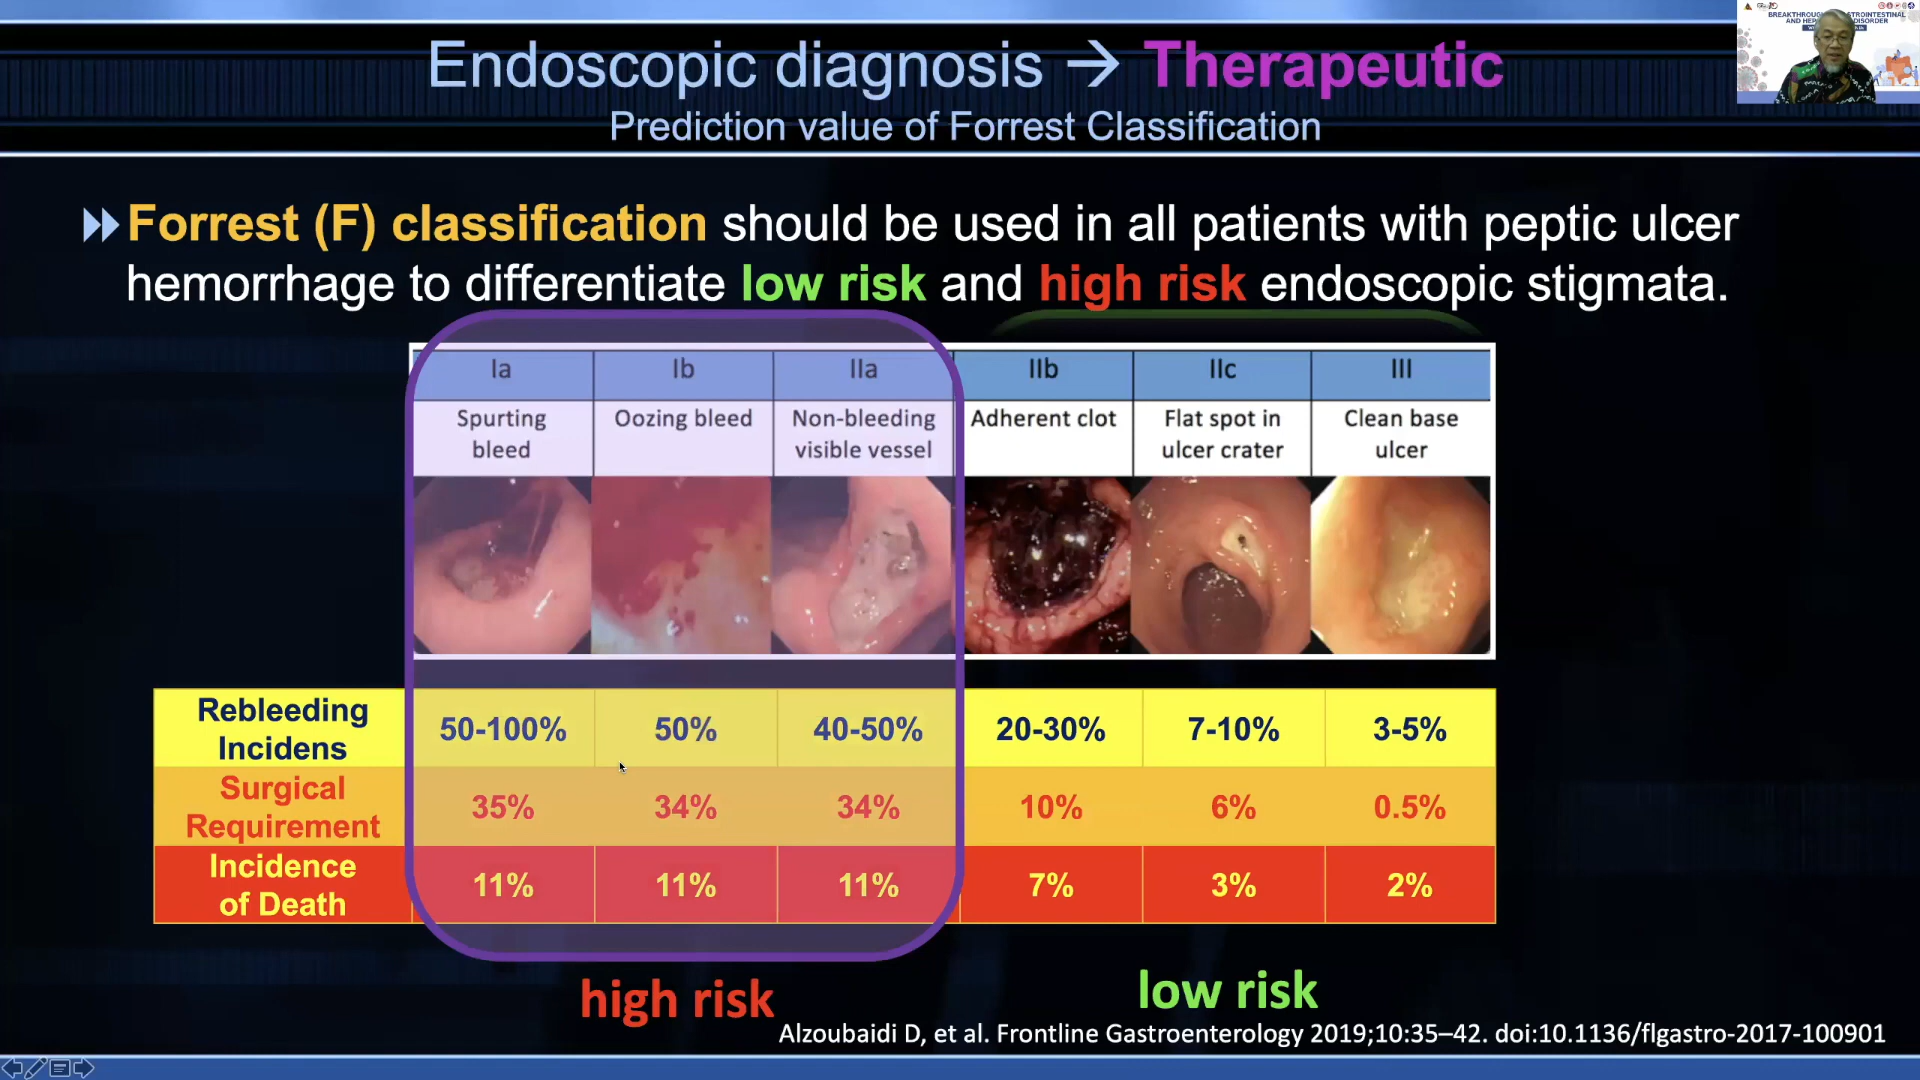 Endoscopic diagnosis → Therapeutic
Prediction value of Forrest Classification
Forrest (F) classification should be used in all patients with peptic ulcer
hemorrhage to differentiate low risk and high risk endoscopic stigmata.
Ia Ib IIa IIb IIc III
Spurting bleed Oozing bleed Non-bleeding visible vessel Adherent clot Flat spot in ulcer crater Clean base ulcer
Rebleeding Incidens 50-100% 50% 40-50% 20-30% 7-10% 3-5%
Surgical Requirement 35% 34% 34% 10% 6% 0.5%
Incidence of Death 11% 11% 11% 7% 3% 2%
high risk low risk
Alzoubaidi D, et al. Frontline Gastroenterology 2019;10:35–42. doi:10.1136/flgastro-2017-100901